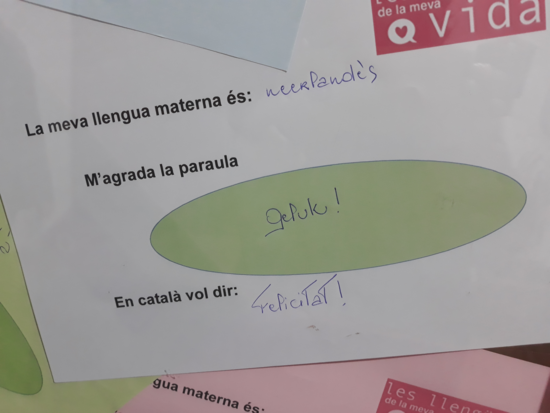 de la meva
vida
La meva llengua materna és: neerlandès
M'agrada la paraula
geluk!
En català vol dir:
Felicitat!
gua materna és:
les lleng
de la meva